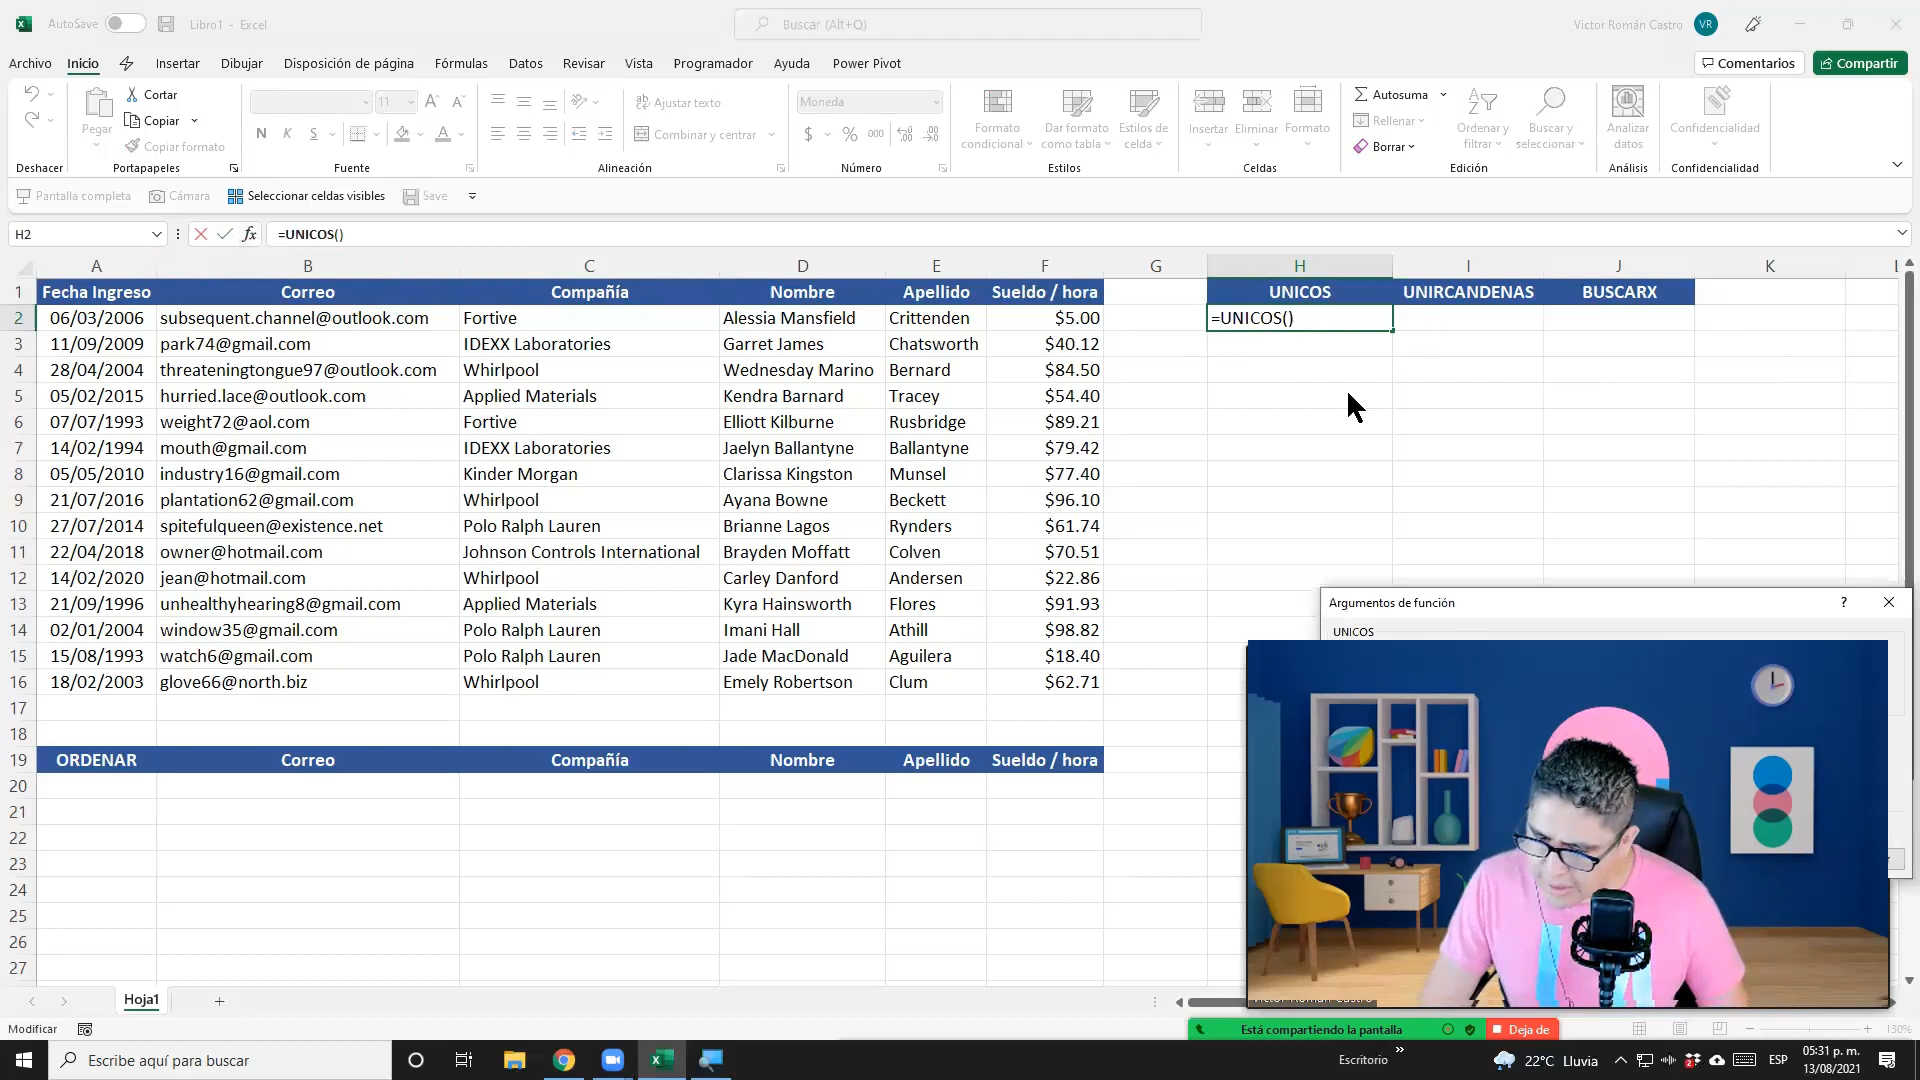 AutoSave
Libro1 - Excel
Buscar (Alt+Q)
Victor Román Castro
VR
Archivo Inicio Insertar Dibujar Disposición de página Fórmulas Datos Revisar Vista Programador Ayuda Power Pivot
Comentarios
Compartir
Deshacer
Pegar
Cortar
Copiar
Copiar formato
Portapapeles
11
N K S
Fuente
Ajustar texto
Combinar y centrar
Alineación
Moneda
$ % 000
Número
Formato condicional
Dar formato como tabla
Estilos de celda
Estilos
Insertar
Eliminar
Formato
Celdas
Autosuma
Rellenar
Borrar
Ordenar y filtrar
Buscar y seleccionar
Edición
Analizar datos
Análisis
Confidencialidad
Confidencialidad
Pantalla completa
Cámara
Seleccionar celdas visibles
Save
H2
fx
=UNICOS()
A B C D E F G H I J K L
1 Fecha Ingreso Correo Compañía Nombre Apellido Sueldo / hora UNICOS UNIRCANDENAS BUSCARX
2 06/03/2006 subsequent.channel@outlook.com Fortive Alessia Mansfield Crittenden $5.00 =UNICOS()
3 11/09/2009 park74@gmail.com IDEXX Laboratories Garret James Chatsworth $40.12
4 28/04/2004 threateningtongue97@outlook.com Whirlpool Wednesday Marino Bernard $84.50
5 05/02/2015 hurried.lace@outlook.com Applied Materials Kendra Barnard Tracey $54.40
6 07/07/1993 weight72@aol.com Fortive Elliott Kilburne Rusbridge $89.21
7 14/02/1994 mouth@gmail.com IDEXX Laboratories Jaelyn Ballantyne Ballantyne $79.42
8 05/05/2010 industry16@gmail.com Kinder Morgan Clarissa Kingston Munsel $77.40
9 21/07/2016 plantation62@gmail.com Whirlpool Ayana Bowne Beckett $96.10
10 27/07/2014 spitefulqueen@existence.net Polo Ralph Lauren Brianne Lagos Rynders $61.74
11 22/04/2018 owner@hotmail.com Johnson Controls International Brayden Moffatt Colven $70.51
12 14/02/2020 jean@hotmail.com Whirlpool Carley Danford Andersen $22.86
13 21/09/1996 unhealthyhearing8@gmail.com Applied Materials Kyra Hainsworth Flores $91.93
14 02/01/2004 window35@gmail.com Polo Ralph Lauren Imani Hall Athill $98.82
15 15/08/1993 watch6@gmail.com Polo Ralph Lauren Jade MacDonald Aguilera $18.40
16 18/02/2003 glove66@north.biz Whirlpool Emely Robertson Clum $62.71
17
18
19 ORDENAR Correo Compañía Nombre Apellido Sueldo / hora
20
21
22
23
24
25
26
27
Argumentos de función
?
UNICOS
Victor Román Castro
Hoja1
Modificar
Está compartiendo la pantalla
Deja de
130%
Escribe aquí para buscar
Escritorio
22°C Lluvia
ESP
05:31 p. m.
13/08/2021